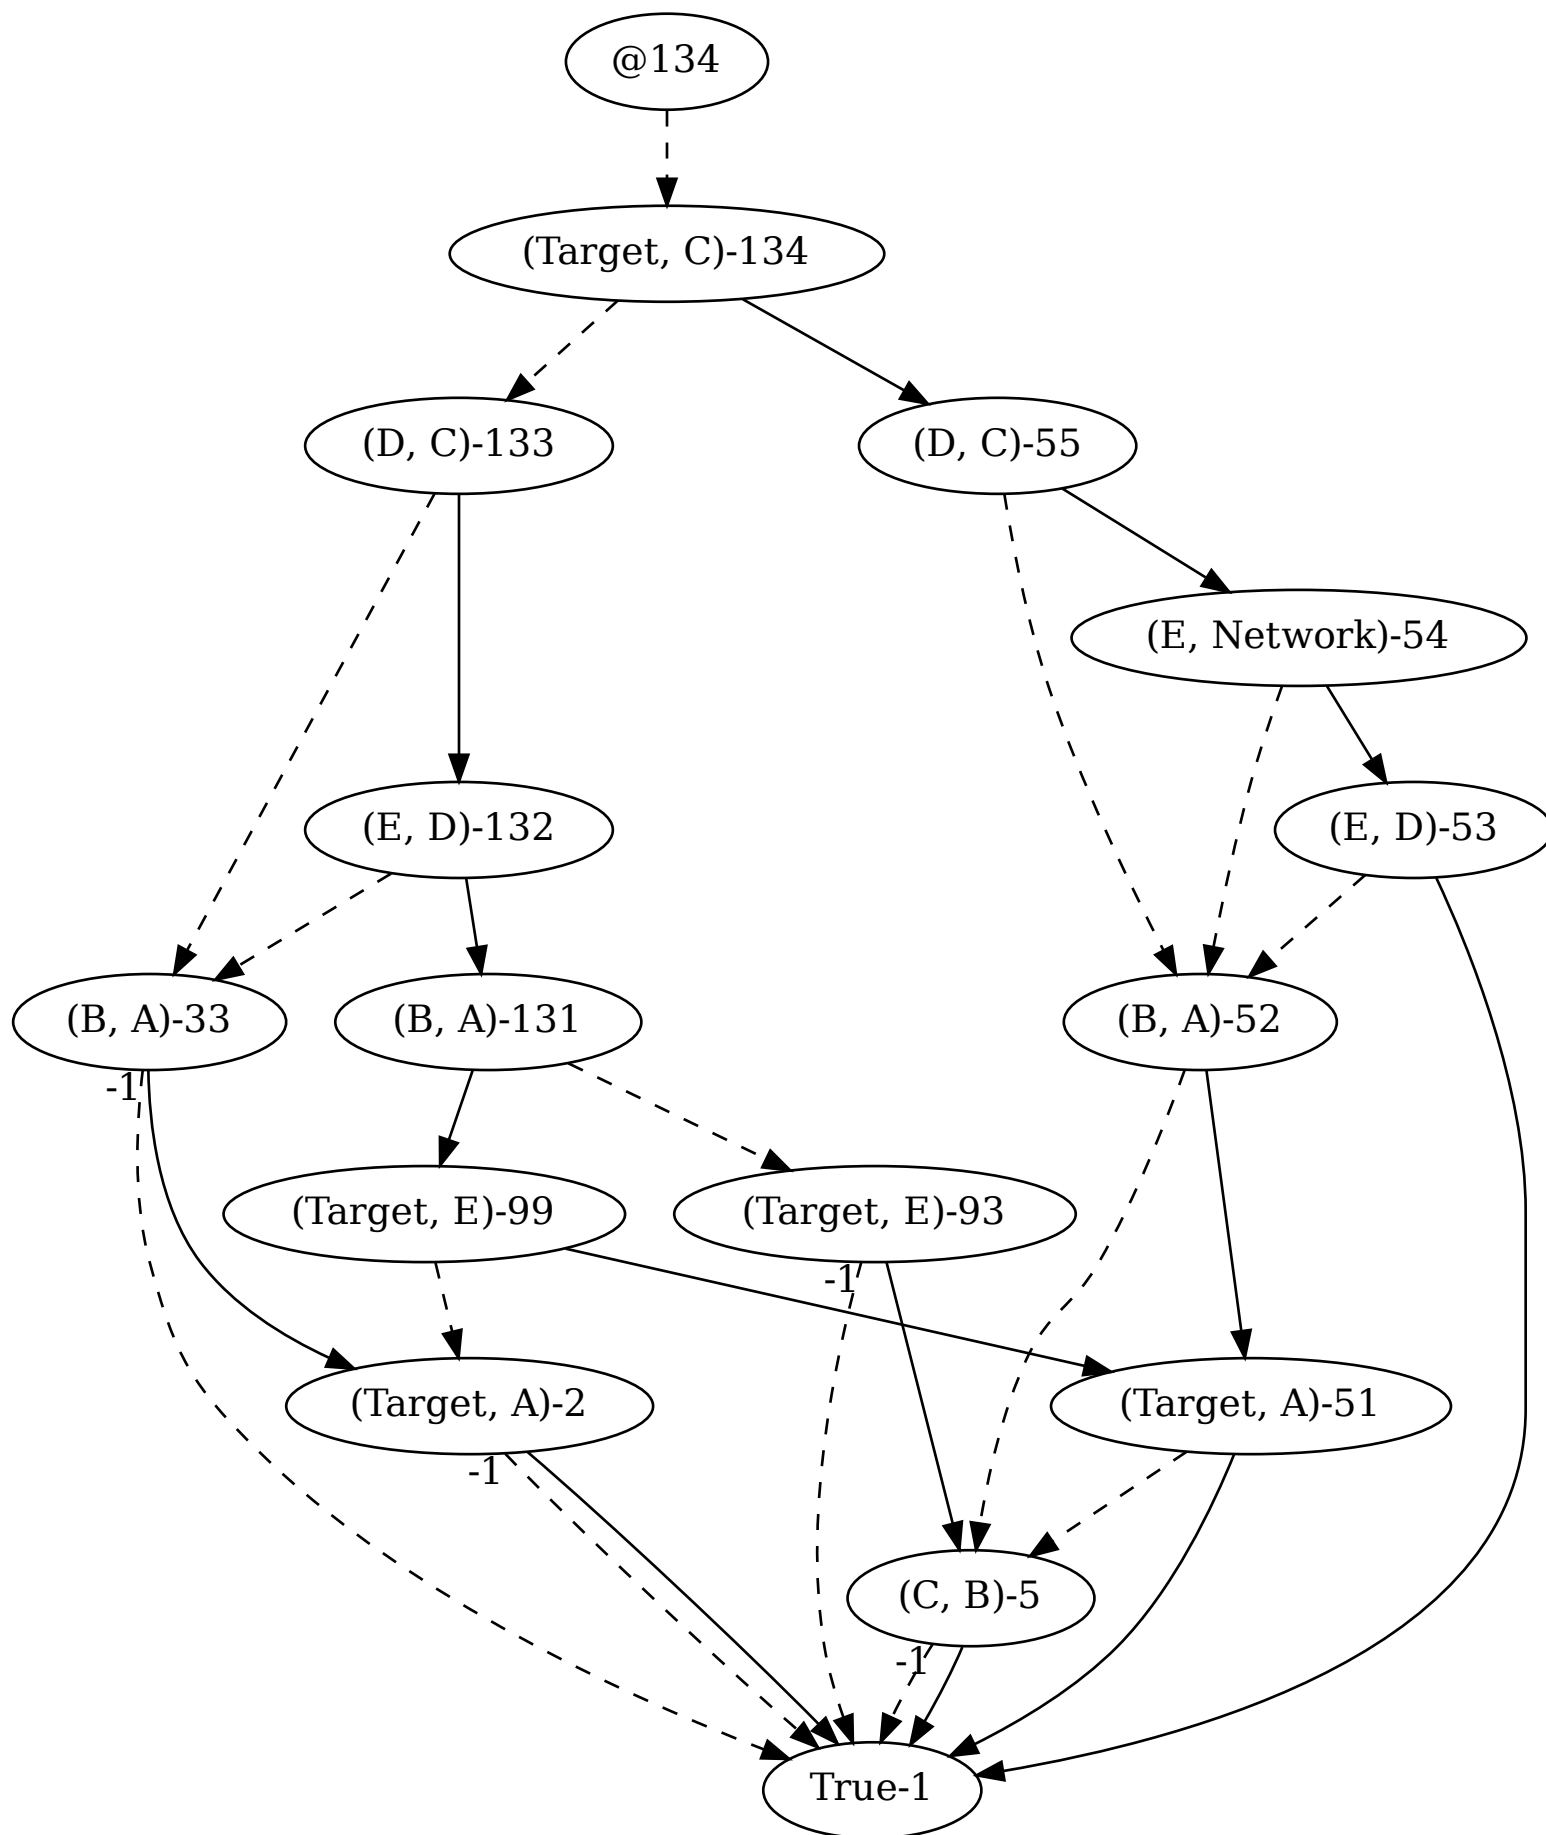 @134
(Target, C)-134
(D, C)-133
(D, C)-55
(E, Network)-54
(E, D)-132
(E, D)-53
(B, A)-33
(B, A)-131
(B, A)-52
-1
(Target, E)-99
(Target, E)-93
-1
(Target, A)-2
(Target, A)-51
-1
(C, B)-5
-1
True-1